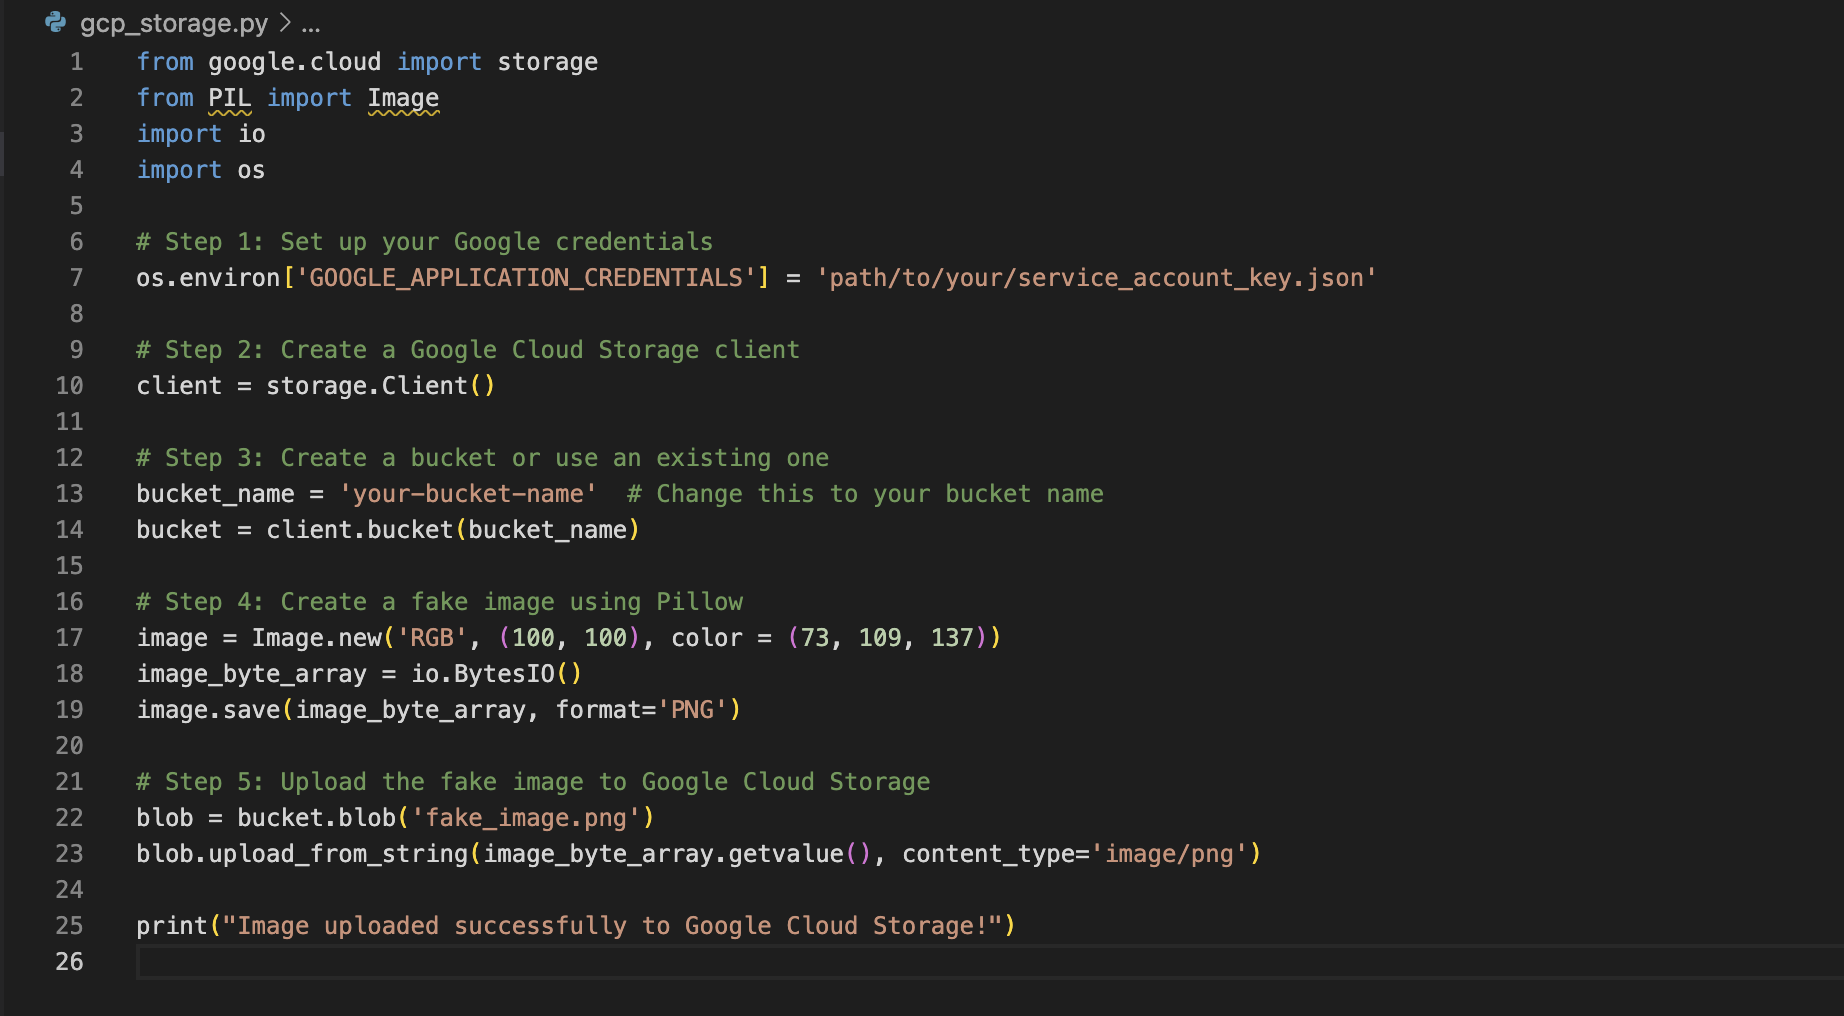 gcp_storage.py > ...
1 from google.cloud import storage
2 from PIL import Image
3 import io
4 import os
5
6 # Step 1: Set up your Google credentials
7 os.environ['GOOGLE_APPLICATION_CREDENTIALS'] = 'path/to/your/service_account_key.json'
8
9 # Step 2: Create a Google Cloud Storage client
10 client = storage.Client()
11
12 # Step 3: Create a bucket or use an existing one
13 bucket_name = 'your-bucket-name'  # Change this to your bucket name
14 bucket = client.bucket(bucket_name)
15
16 # Step 4: Create a fake image using Pillow
17 image = Image.new('RGB', (100, 100), color = (73, 109, 137))
18 image_byte_array = io.BytesIO()
19 image.save(image_byte_array, format='PNG')
20
21 # Step 5: Upload the fake image to Google Cloud Storage
22 blob = bucket.blob('fake_image.png')
23 blob.upload_from_string(image_byte_array.getvalue(), content_type='image/png')
24
25 print("Image uploaded successfully to Google Cloud Storage!")
26